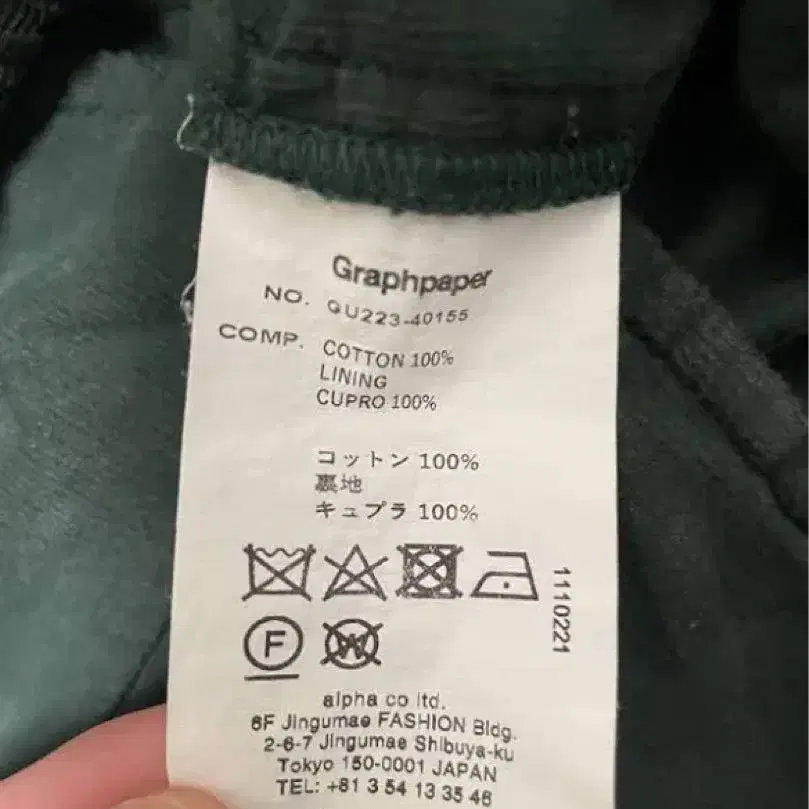 Graphpaper
NO. GU223-40155
COMP. COTTON 100%
LINING
CUPRO 100%
コットン 100%
裏地
キュプラ 100%
1110221
F
W
alpha co ltd.
6F Jingumae FASHION Bldg.
2-6-7 Jingumae Shibuya-ku
Tokyo 150-0001 JAPAN
TEL: +81 3 54 13 35 46